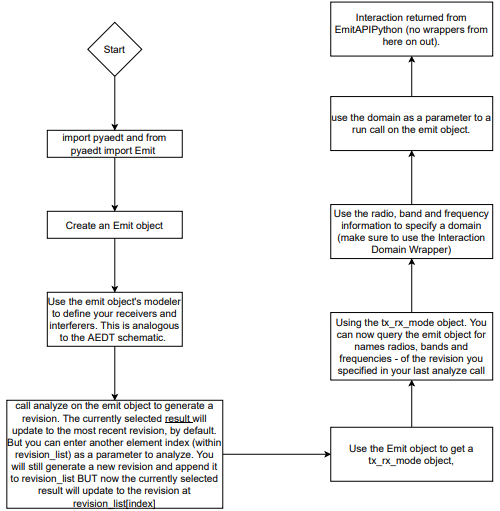 Start
import pyaedt and from
pyaedt import Emit
Create an Emit object
Use the emit object's modeler
to define your receivers and
interferers. This is analogous
to the AEDT schematic.
call analyze on the emit object to generate a
revision. The currently selected result will
update to the most recent revision, by default.
But you can enter another element index (within
revision_list) as a parameter to analyze. You
will still generate a new revision and append it
to revision_list BUT now the currently selected
result will update to the revision at
revision_list[index]
Use the Emit object to get a
tx_rx_mode object,
Using the tx_rx_mode object. You
can now query the emit object for
names radios, bands and
frequencies - of the revision you
specified in your last analyze call
Use the radio, band and frequency
information to specify a domain
(make sure to use the Interaction
Domain Wrapper)
use the domain as a parameter to a
run call on the emit object.
Interaction returned from
EmitAPIPython (no wrappers from
here on out).